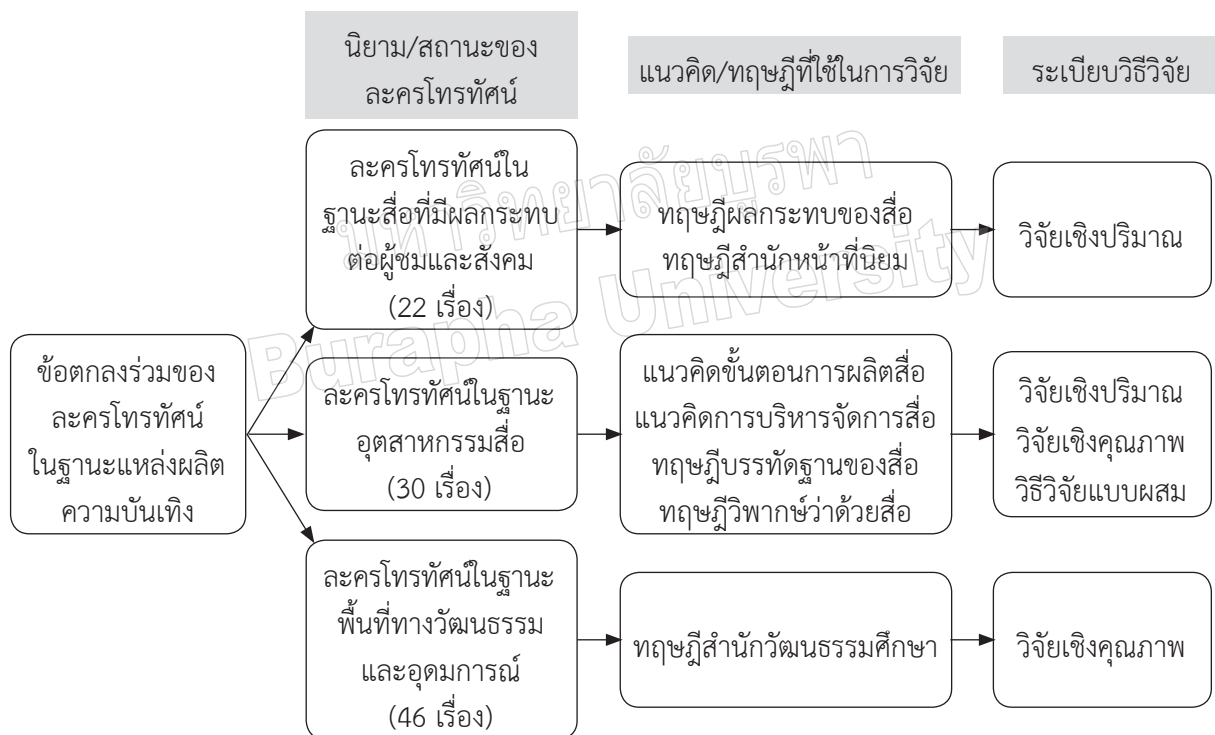 นิยาม/สถานะของ
ละครโทรทัศน์
แนวคิด/ทฤษฎีที่ใช้ในการวิจัย
ระเบียบวิธีวิจัย
ข้อตกลงร่วมของ
ละครโทรทัศน์
ในฐานะแหล่งผลิต
ความบันเทิง
ละครโทรทัศน์ใน
ฐานะสื่อที่มีผลกระทบ
ต่อผู้ชมและสังคม
(22 เรื่อง)
ทฤษฎีผลกระทบของสื่อ
ทฤษฎีสำนักหน้าที่นิยม
วิจัยเชิงปริมาณ
ละครโทรทัศน์ในฐานะ
อุตสาหกรรมสื่อ
(30 เรื่อง)
แนวคิดขั้นตอนการผลิตสื่อ
แนวคิดการบริหารจัดการสื่อ
ทฤษฎีบรรทัดฐานของสื่อ
ทฤษฎีวิพากษ์ว่าด้วยสื่อ
วิจัยเชิงปริมาณ
วิจัยเชิงคุณภาพ
วิธีวิจัยแบบผสม
ละครโทรทัศน์ในฐานะ
พื้นที่ทางวัฒนธรรม
และอุดมการณ์
(46 เรื่อง)
ทฤษฎีสำนักวัฒนธรรมศึกษา
วิจัยเชิงคุณภาพ
มหาวิทยาลัยบูรพา
Burapha University